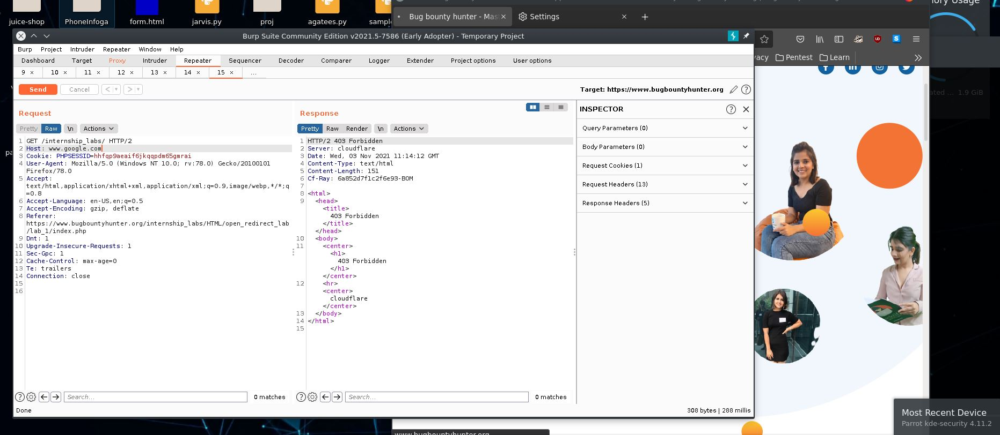 juice-shop
PhoneInfoga
form.html
jarvis.py
proj
agatees.py
Bug bounty hunter - Mas
Settings
Burp Suite Community Edition v2021.5-7586 (Early Adopter) - Temporary Project
Burp Project Intruder Repeater Window Help
Dashboard Target Proxy Intruder Repeater Sequencer Decoder Comparer Logger Extender Project options User options
9 × 10 × 11 × 12 × 13 × 14 × 15 × ...
Send Cancel < > Target: https://www.bugbountyhunter.org
Pentest Learn
Request
Pretty Raw \n Actions
1 GET /internship_labs/ HTTP/2
2 Host: www.google.com
3 Cookie: PHPSESSID=hhfqp9aeaif6jkqqpdm65gmrai
4 User-Agent: Mozilla/5.0 (Windows NT 10.0; rv:78.0) Gecko/20100101
Firefox/78.0
5 Accept:
text/html,application/xhtml+xml,application/xml;q=0.9,image/webp,*/*;q
=0.8
6 Accept-Language: en-US,en;q=0.5
7 Accept-Encoding: gzip, deflate
8 Referer:
https://www.bugbountyhunter.org/internship_labs/HTML/open_redirect_lab
/lab_1/index.php
9 Dnt: 1
10 Upgrade-Insecure-Requests: 1
11 Sec-Gpc: 1
12 Cache-Control: max-age=0
13 Te: trailers
14 Connection: close
15
16
Search... 0 matches
Response
Pretty Raw Render \n Actions
1 HTTP/2 403 Forbidden
2 Server: cloudflare
3 Date: Wed, 03 Nov 2021 11:14:12 GMT
4 Content-Type: text/html
5 Content-Length: 151
6 Cf-Ray: 6a852d7f1c2f6e93-BOM
7
8 <html>
9 <head>
<title>
403 Forbidden
</title>
</head>
10 <body>
11 <center>
<h1>
403 Forbidden
</h1>
</center>
12 <hr>
<center>
cloudflare
</center>
13 </body>
14 </html>
15
Search... 0 matches
INSPECTOR
Query Parameters (0)
Body Parameters (0)
Request Cookies (1)
Request Headers (13)
Response Headers (5)
Done
308 bytes | 288 millis
1.9 GiB
Most Recent Device
Parrot kde-security 4.11.2